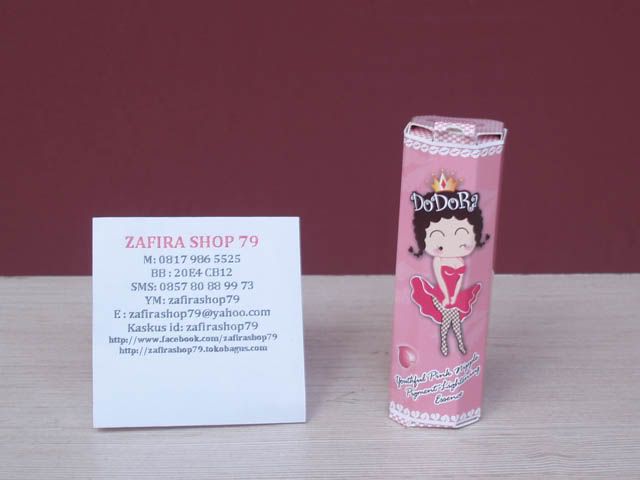 ZAFIRA SHOP 79
M: 0817 986 5525
BB : 20E4 CB12
SMS: 0857 80 88 99 73
YM: zafirashop79
E : zafirashop79@yahoo.com
Kaskus id: zafirashop79
http://www.facebook.com/zafirashop79
http://zafirashop79.tokobagus.com
DoDoRa
Youthful Pink Nipple
Pigment-Lightening
Essence